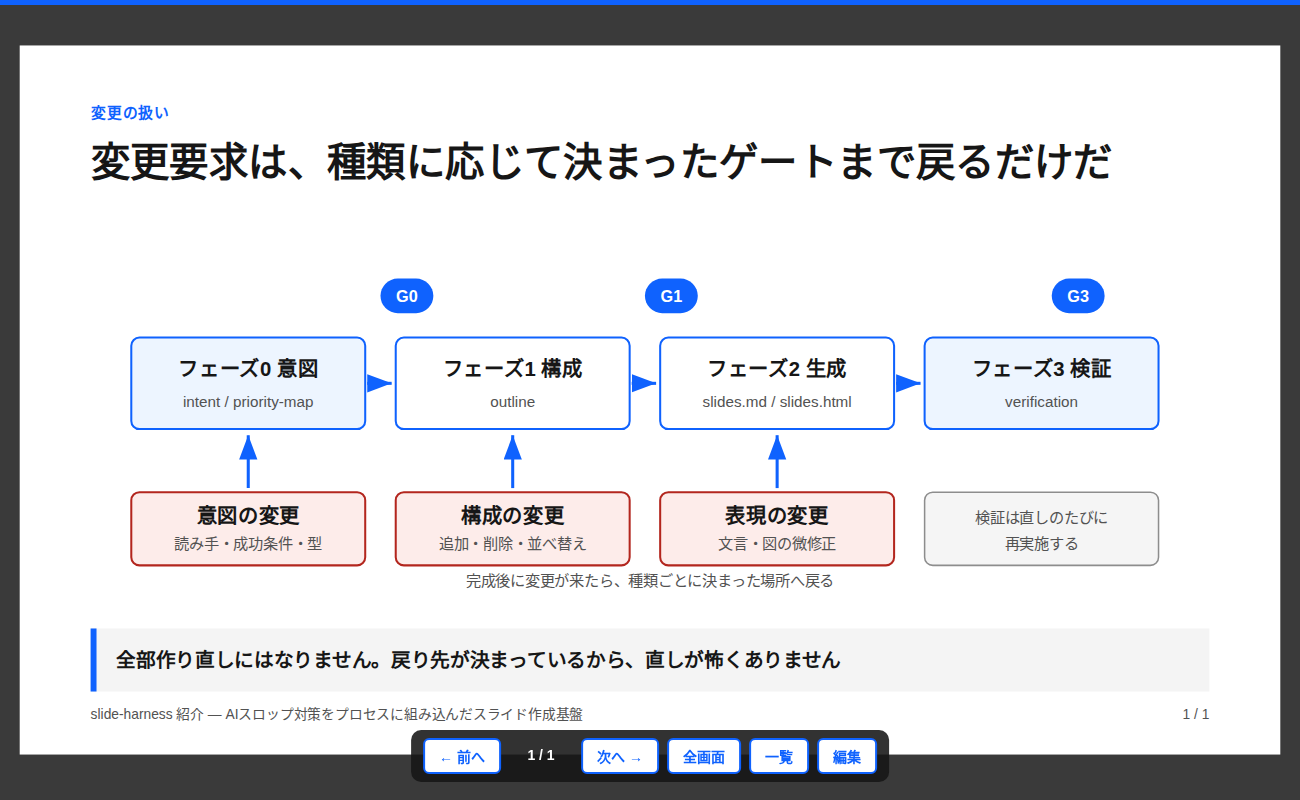 変更の扱い
変更要求は、種類に応じて決まったゲートまで戻るだけだ
G0
G1
G3
フェーズ0 意図
intent / priority-map
フェーズ1 構成
outline
フェーズ2 生成
slides.md / slides.html
フェーズ3 検証
verification
意図の変更
読み手・成功条件・型
構成の変更
追加・削除・並べ替え
表現の変更
文言・図の微修正
検証は直しのたびに
再実施する
完成後に変更が来たら、種類ごとに決まった場所へ戻る
全部作り直しにはなりません。戻り先が決まっているから、直しが怖くありません
slide-harness 紹介 — AIスロップ対策をプロセスに組み込んだスライド作成基盤
1 / 1
← 前へ
1 / 1
次へ →
全画面
一覧
編集